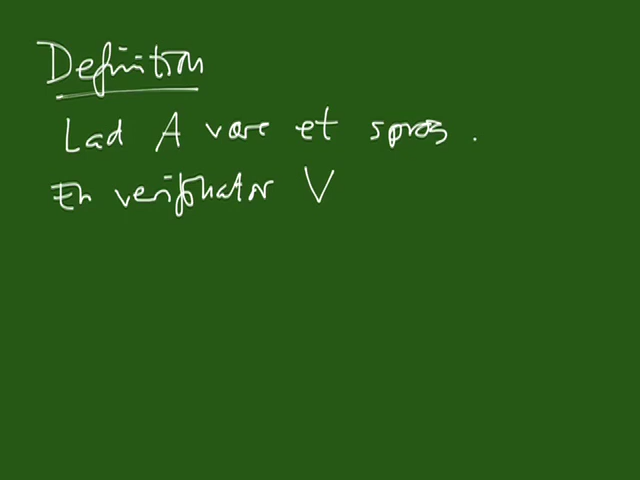 Definition
Lad A være et sprog.
En verifikator V